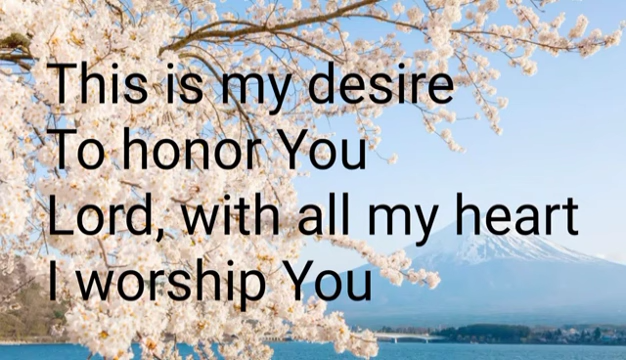 This is my desire
To honor You
Lord, with all my heart
I worship You